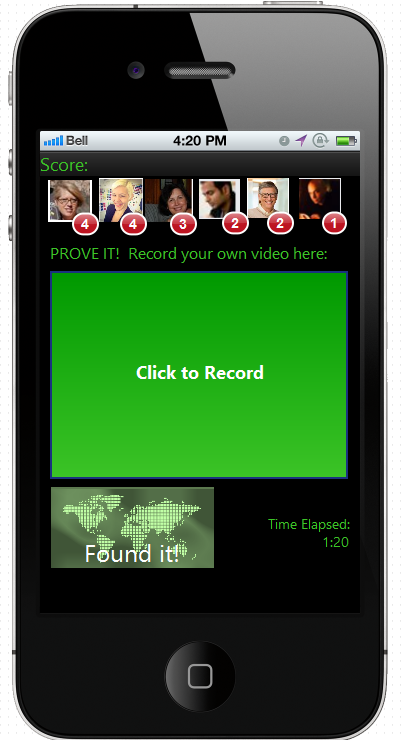 Bell 4:20 PM
Score:
4 4 3 2 2 1
PROVE IT!  Record your own video here:
Click to Record
Found it!
Time Elapsed:
1:20